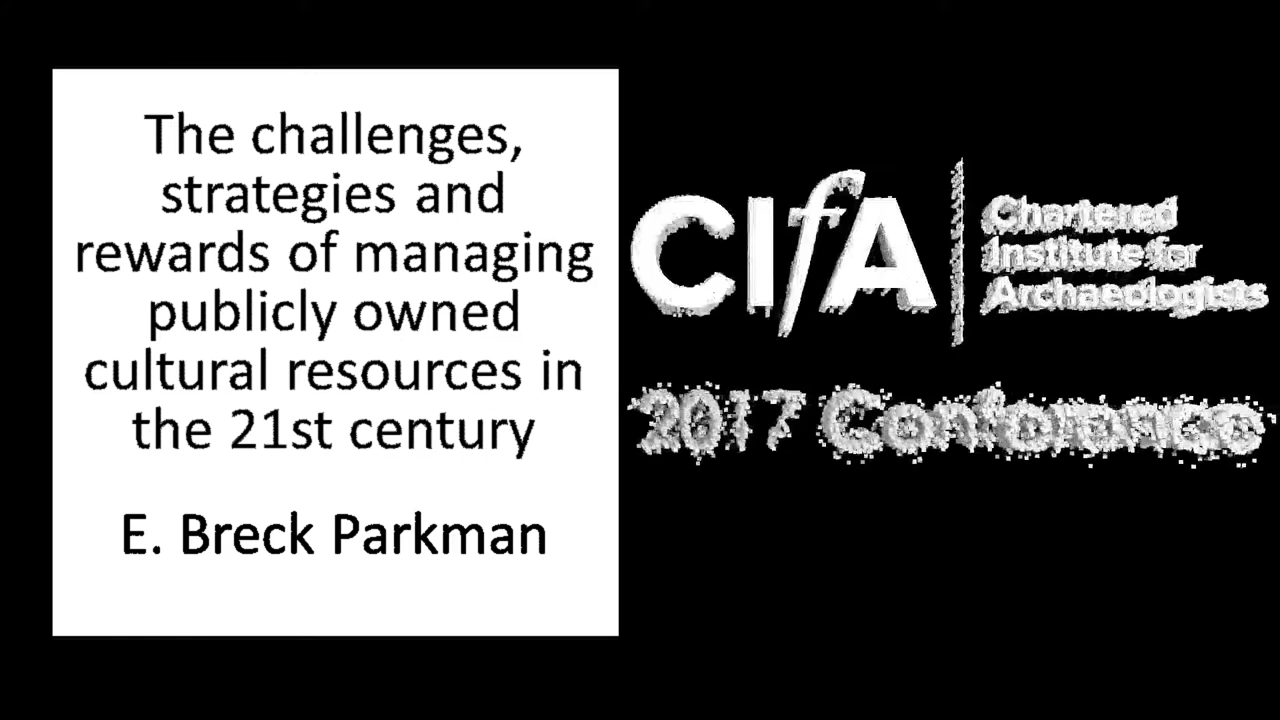 The challenges,
strategies and
rewards of managing
publicly owned
cultural resources in
the 21st century
E. Breck Parkman
CIfA
Chartered
Institute for
Archaeologists
2017 Conference